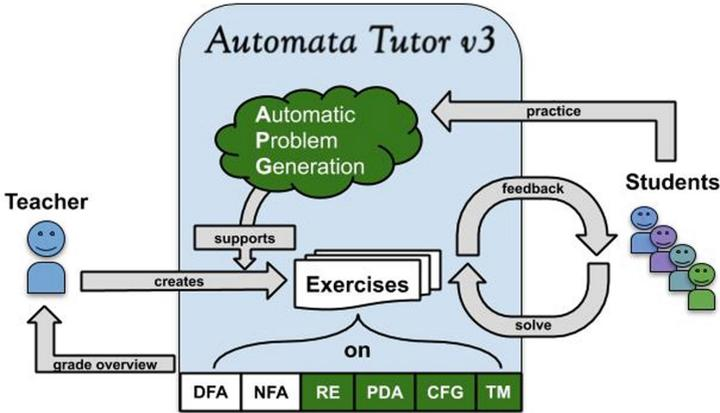 Automata Tutor v3
Automatic
Problem
Generation
practice
Teacher
feedback
Students
supports
creates
Exercises
solve
on
grade overview
DFA NFA RE PDA CFG TM